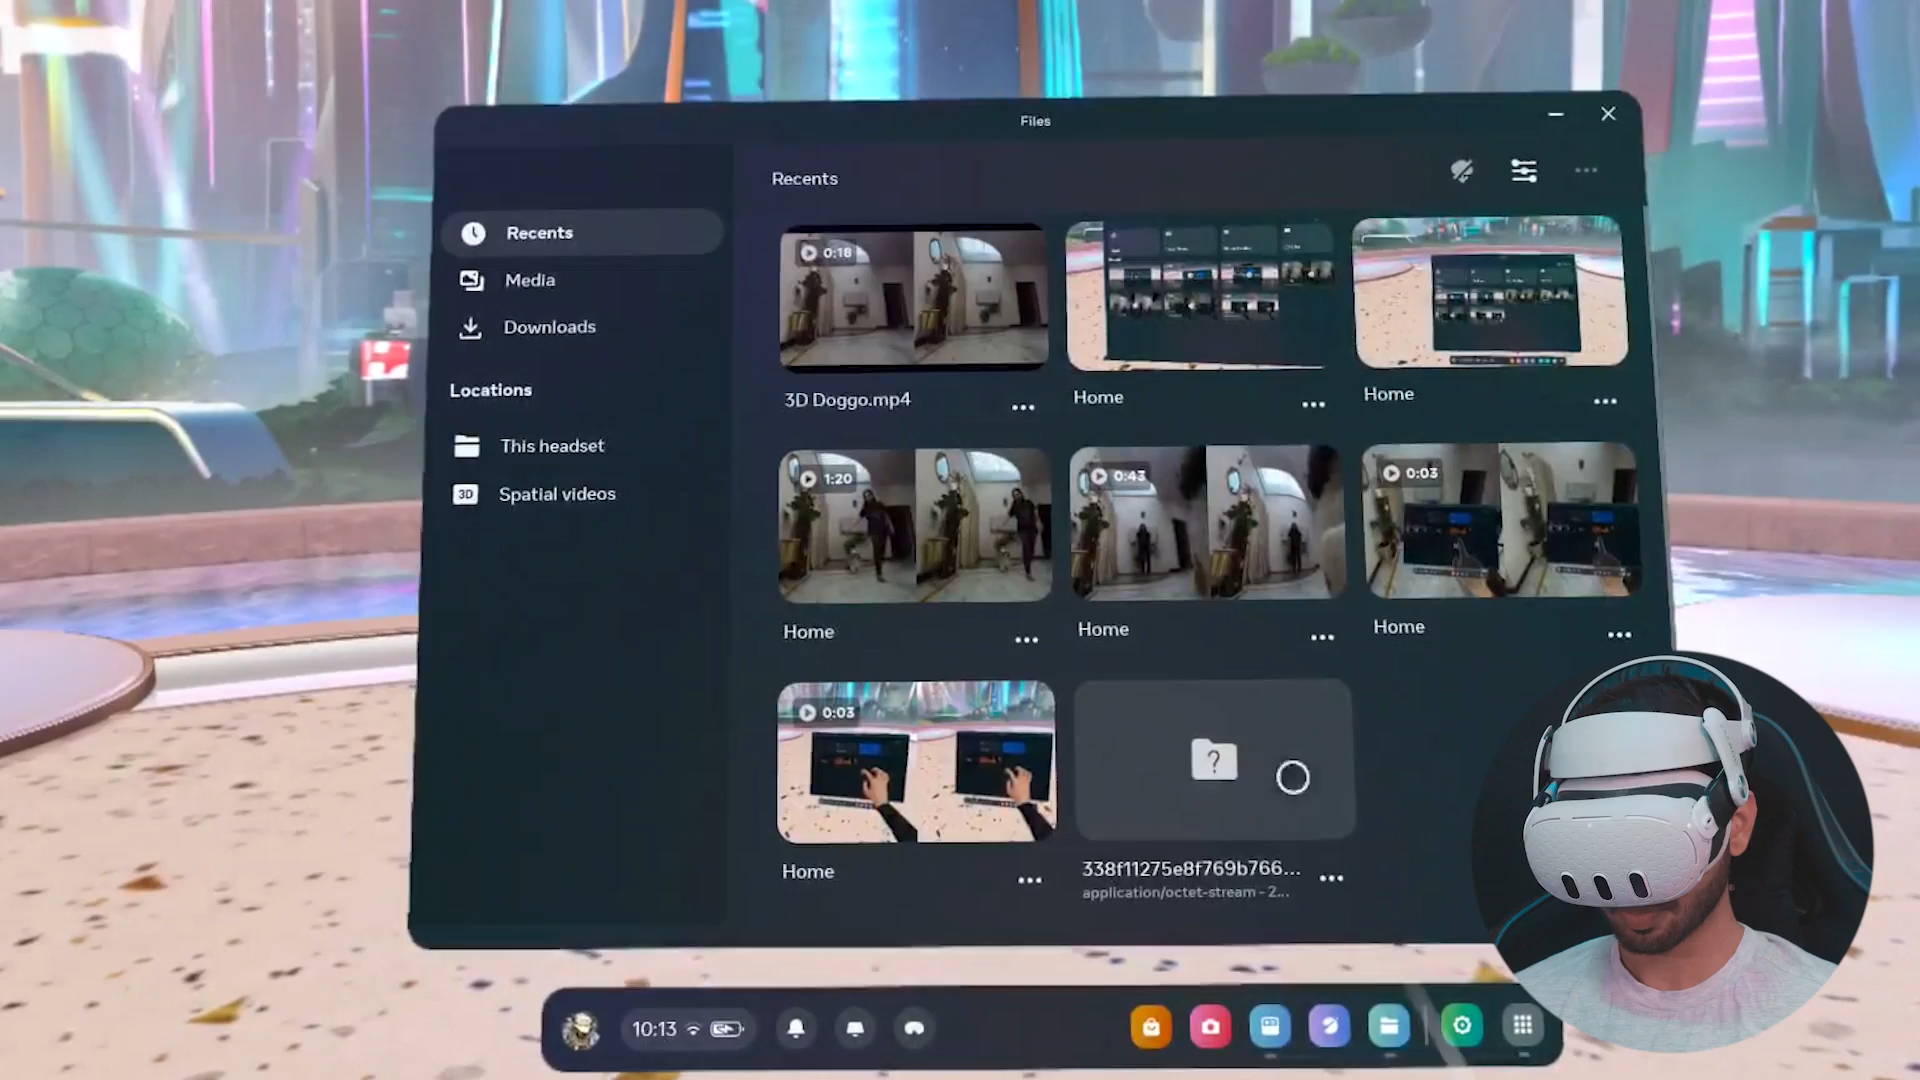 Files
Recents
Recents
Media
Downloads
Locations
This headset
3D
Spatial videos
0:18
3D Doggo.mp4
Home
Home
1:20
0:43
0:03
Home
Home
Home
0:03
?
Home
338f11275e8f769b766...
application/octet-stream - 2...
10:13